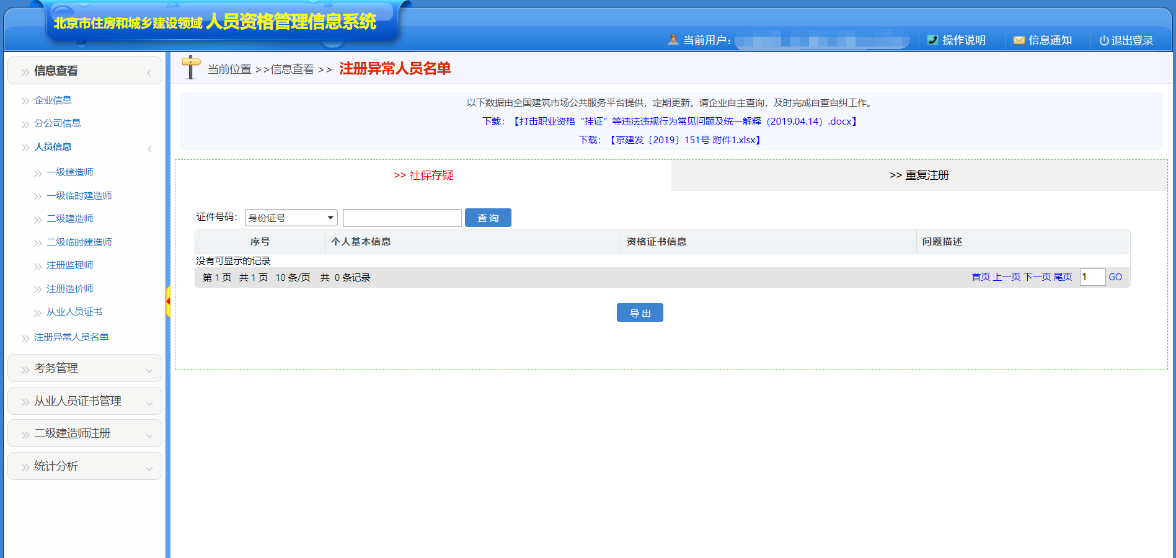 北京市住房和城乡建设领域 人员资格管理信息系统
当前用户： 操作说明 信息通知 退出登录
信息查看
企业信息
分公司信息
人员信息
一级建造师
一级临时建造师
二级建造师
二级临时建造师
注册监理师
注册造价师
从业人员证书
注册异常人员名单
考务管理
从业人员证书管理
二级建造师注册
统计分析
当前位置 >>信息查看 >> 注册异常人员名单
以下数据由全国建筑市场公共服务平台提供，定期更新。请企业自主查询，及时完成自查自纠工作。
下载：【打击职业资格“挂证”等违法违规行为常见问题及统一解释（2019.04.14）.docx】
下载：【京建发〔2019〕151号 附件1.xlsx】
>> 社保存疑 >> 重复注册
证件号码： 身份证号 查 询
序号 个人基本信息 资格证书信息 问题描述
没有可显示的记录
第 1 页 共 1 页 10 条/页 共 0 条记录 首页 上一页 下一页 尾页 1 GO
导 出